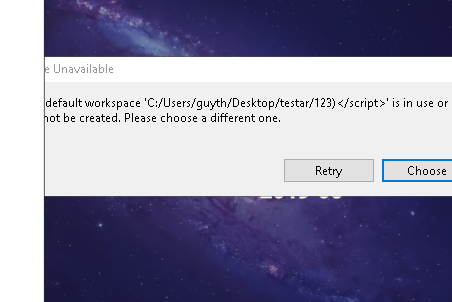 e Unavailable
default workspace 'C:/Users/guyth/Desktop/testar/123)</script>' is in use or
not be created. Please choose a different one.
Retry
Choose